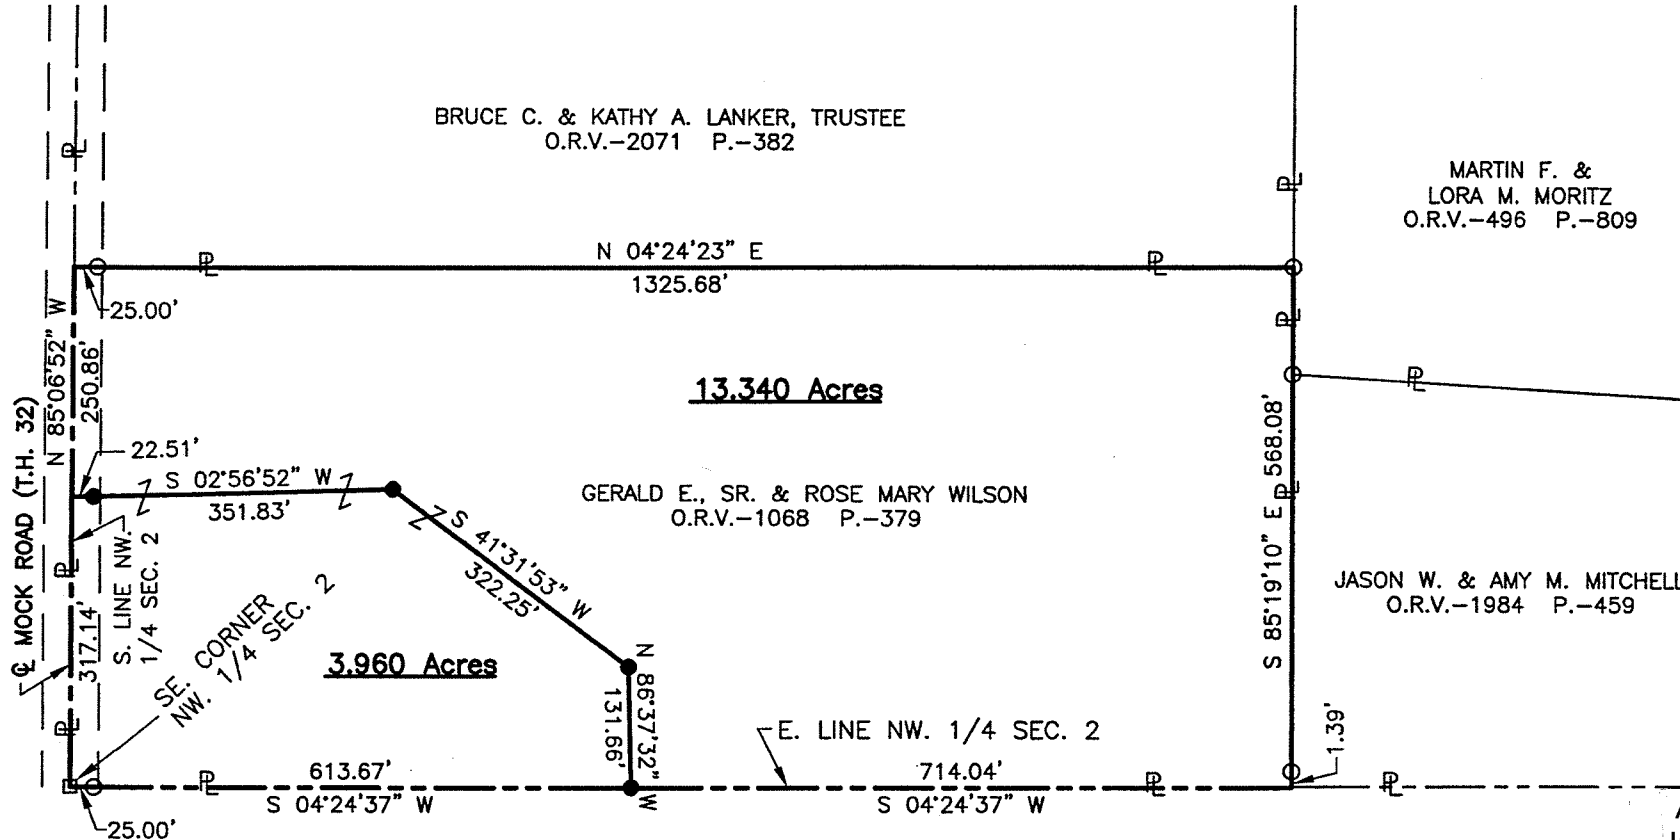 BRUCE C. & KATHY A. LANKER, TRUSTEE
O.R.V.-2071 P.-382
MARTIN F. &
LORA M. MORITZ
O.R.V.-496 P.-809
N 04°24'23" E
1325.68'
25.00'
N 85°06'52" W
250.86'
13.340 Acres
22.51'
S 02°56'52" W
351.83'
GERALD E., SR. & ROSE MARY WILSON
O.R.V.-1068 P.-379
S 41°31'53" W
322.25'
S 85°19'10" E 568.08'
JASON W. & AMY M. MITCHELL
O.R.V.-1984 P.-459
℄ MOCK ROAD (T.H. 32)
317.14'
S. LINE NW.
1/4 SEC. 2
SE. CORNER
NW. 1/4 SEC. 2
3.960 Acres
N 86°37'32" W
131.66'
E. LINE NW. 1/4 SEC. 2
1.39'
613.67'
S 04°24'37" W
714.04'
S 04°24'37" W
25.00'